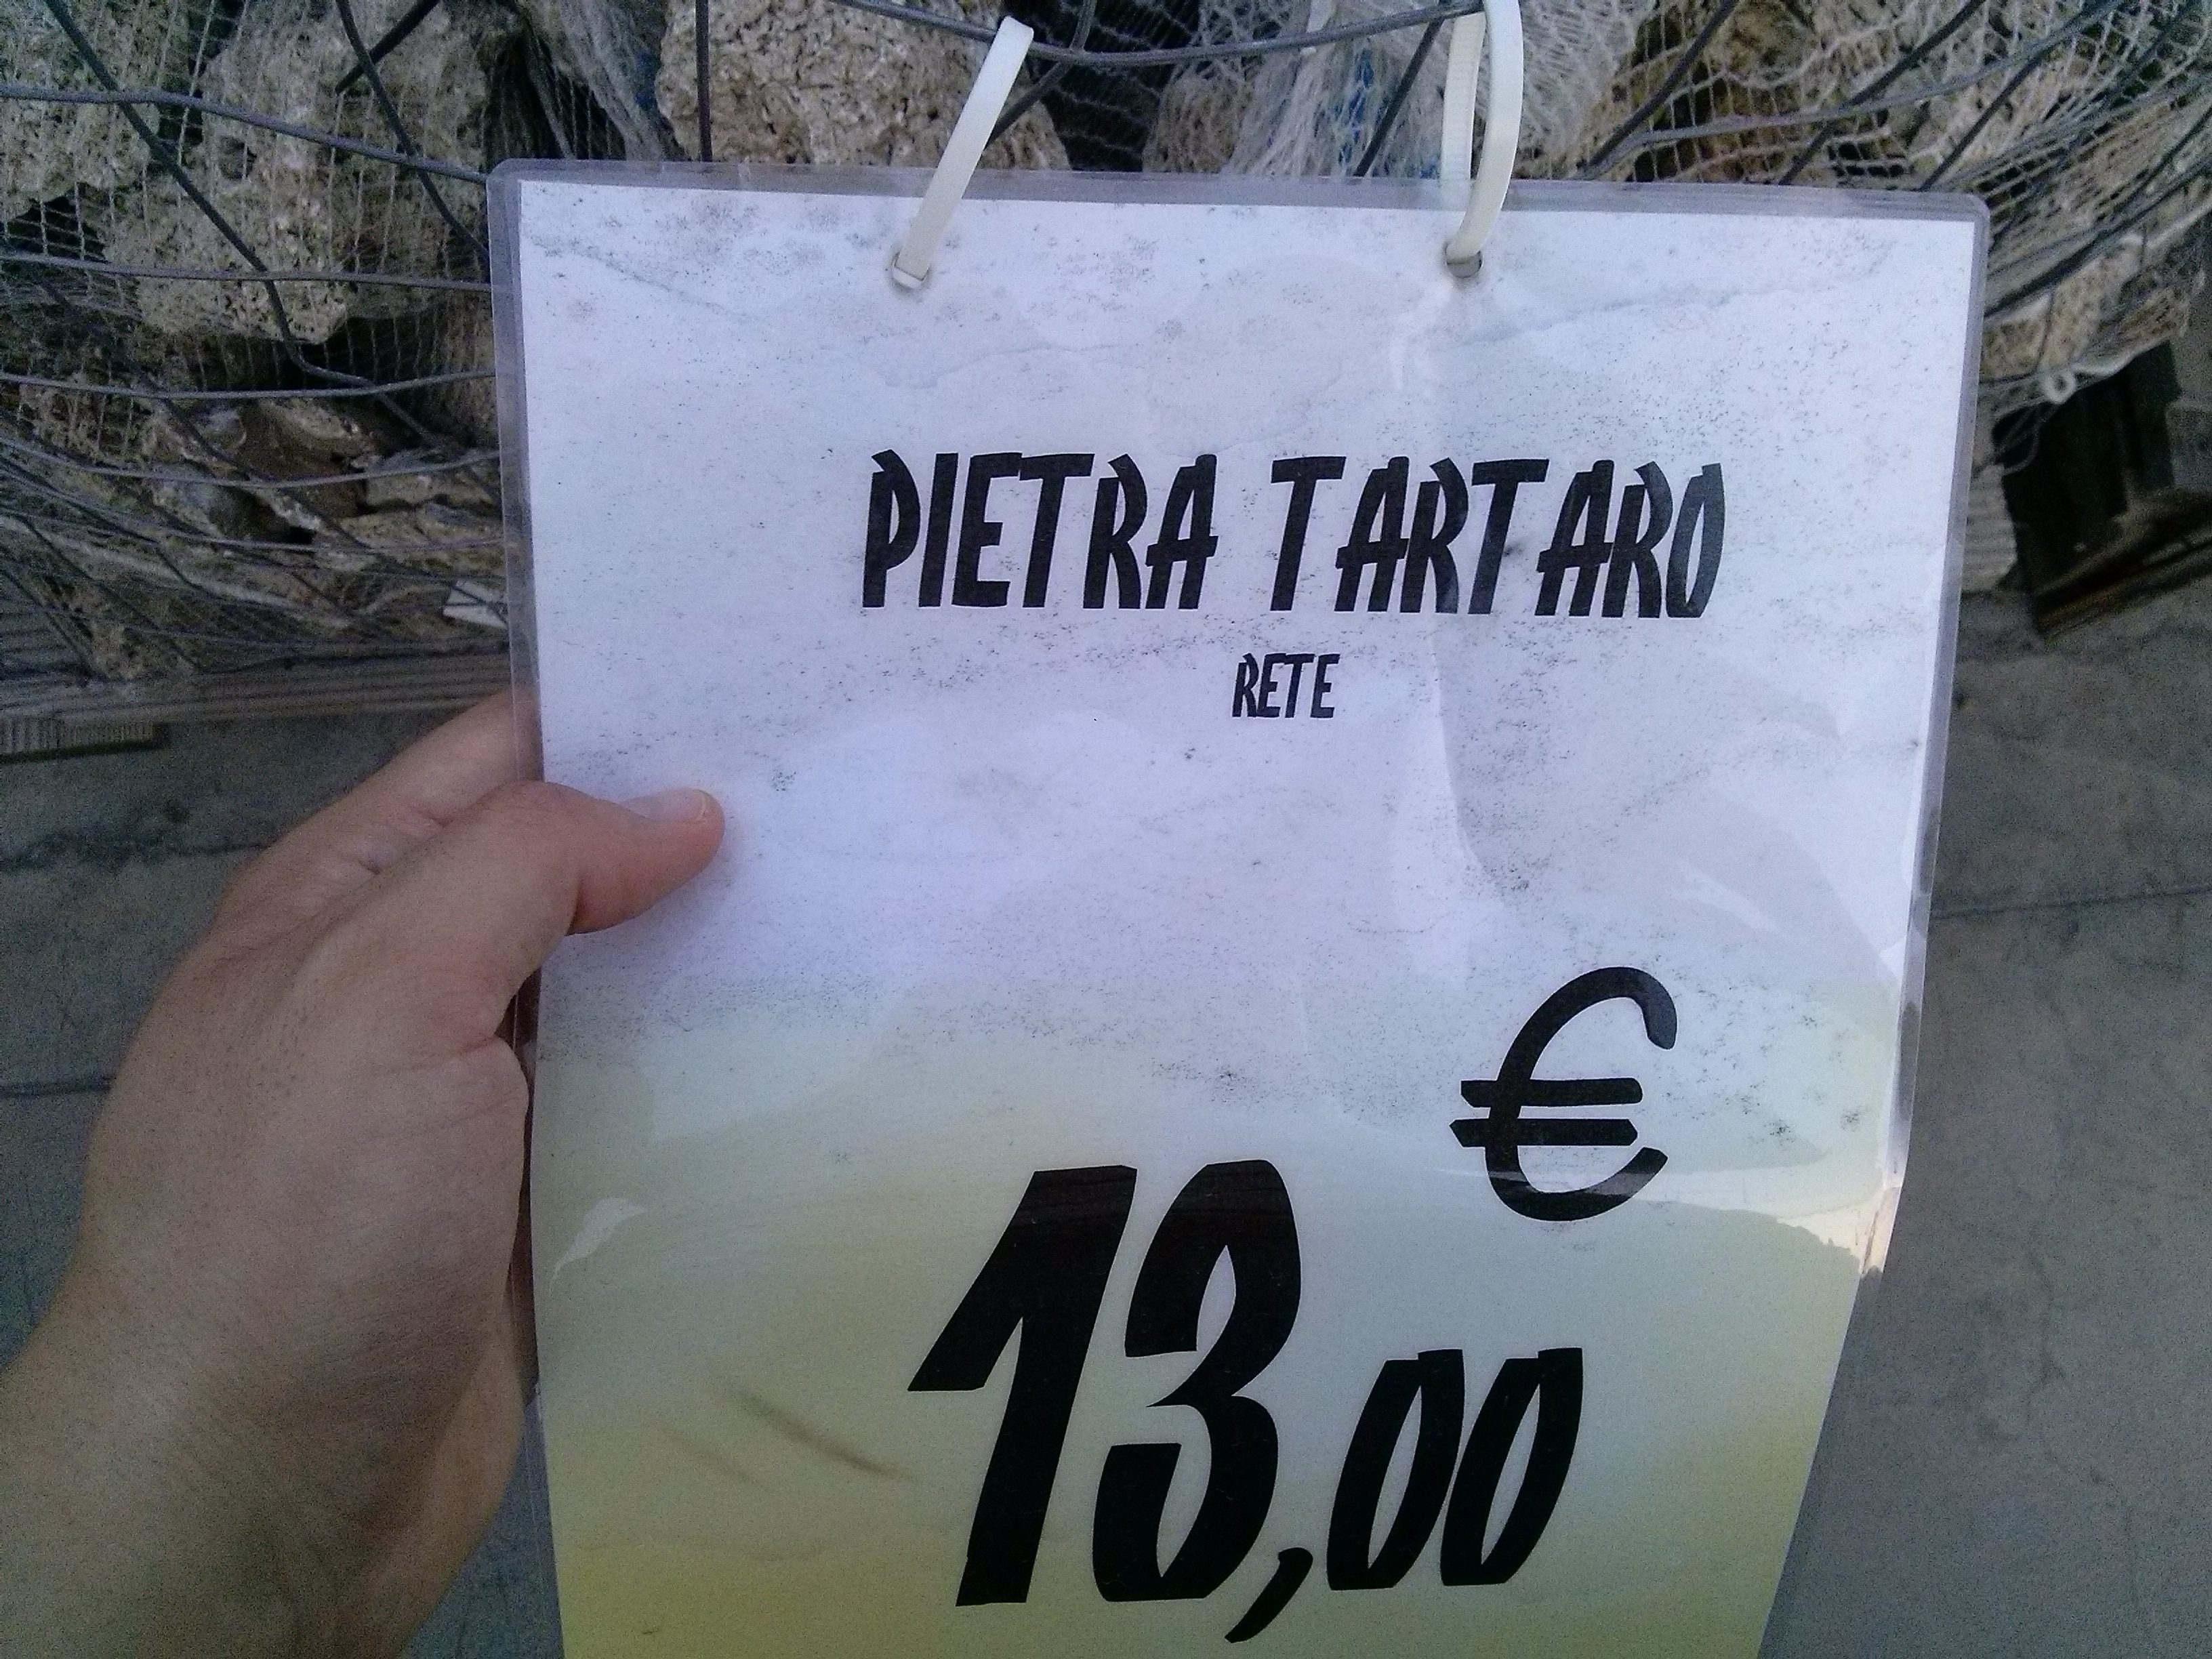 PIETRA TARTARO
RETE
€
13,00